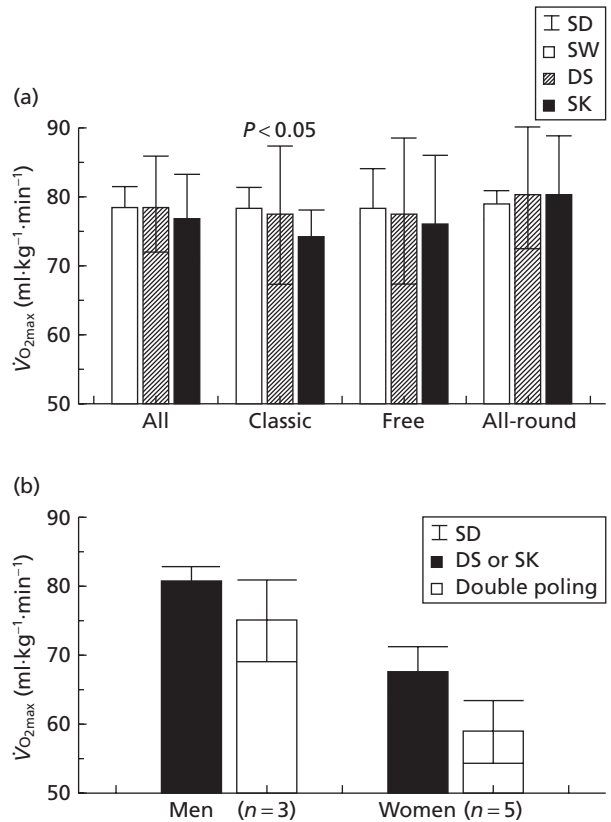 SD
SW
DS
SK
(a)
P < 0.05
V̇O2max (ml·kg−1·min−1)
90
80
70
60
50
All Classic Free All-round
(b)
SD
DS or SK
Double poling
V̇O2max (ml·kg−1·min−1)
90
80
70
60
50
Men (n = 3) Women (n = 5)